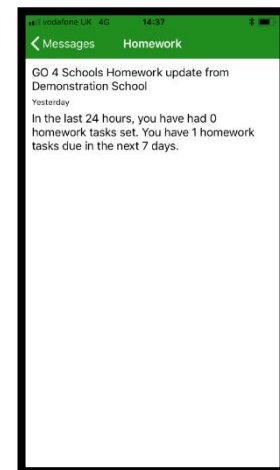 vodafone UK 4G 14:37
Messages Homework
GO 4 Schools Homework update from
Demonstration School
Yesterday
In the last 24 hours, you have had 0
homework tasks set. You have 1 homework
tasks due in the next 7 days.